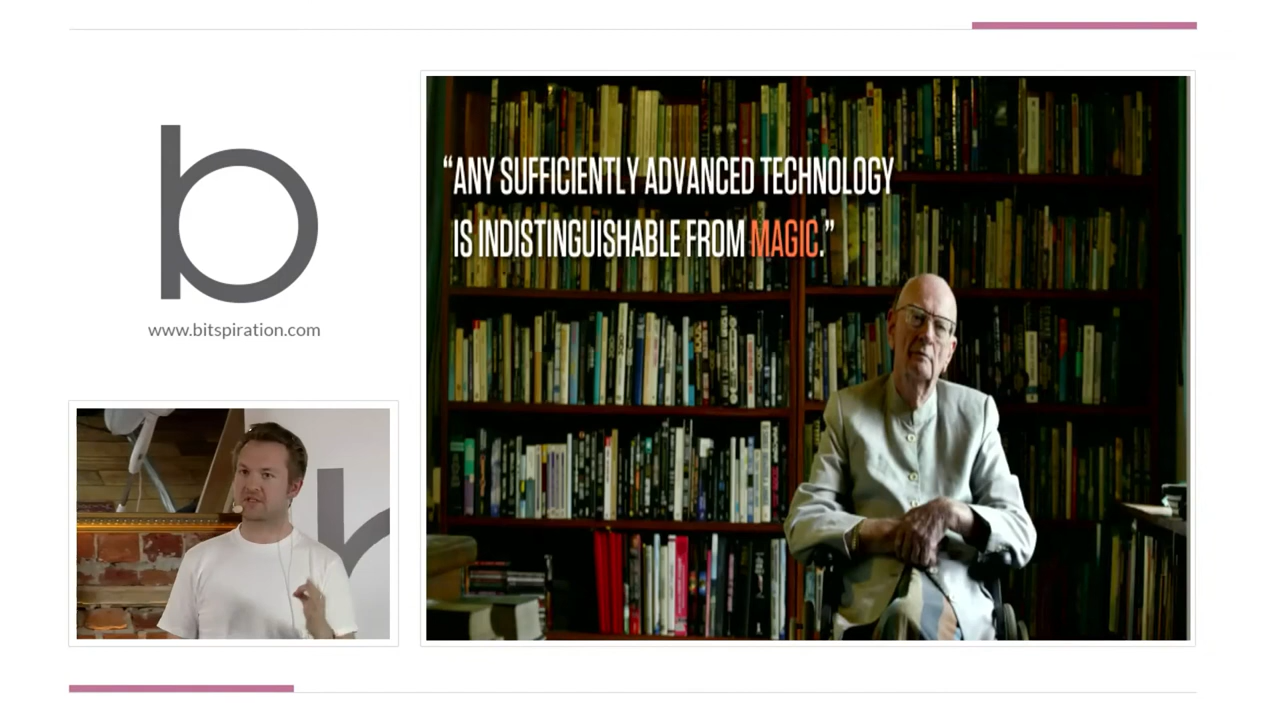 b
www.bitspiration.com
“ANY SUFFICIENTLY ADVANCED TECHNOLOGY
IS INDISTINGUISHABLE FROM MAGIC.”